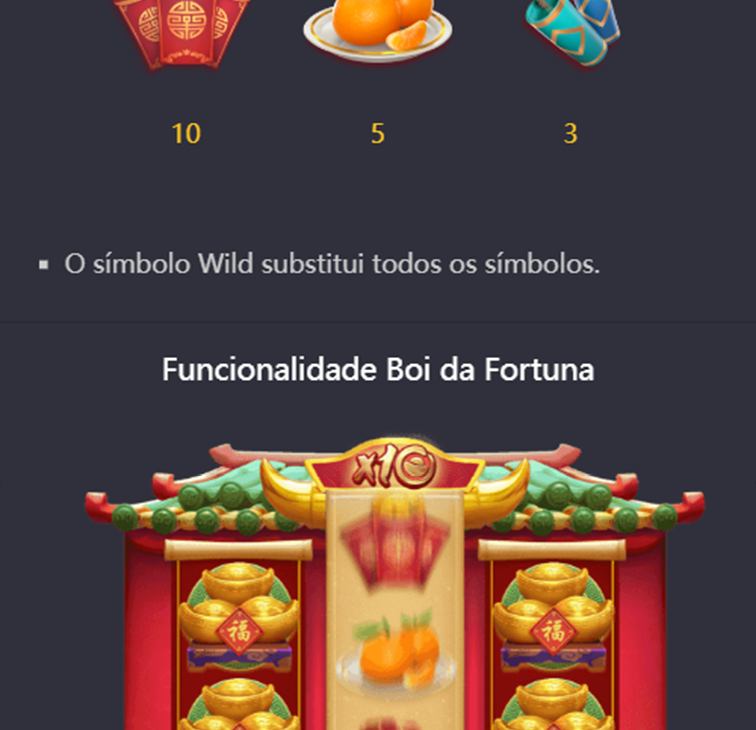 10 5 3
O símbolo Wild substitui todos os símbolos.
Funcionalidade Boi da Fortuna
x10
福 福